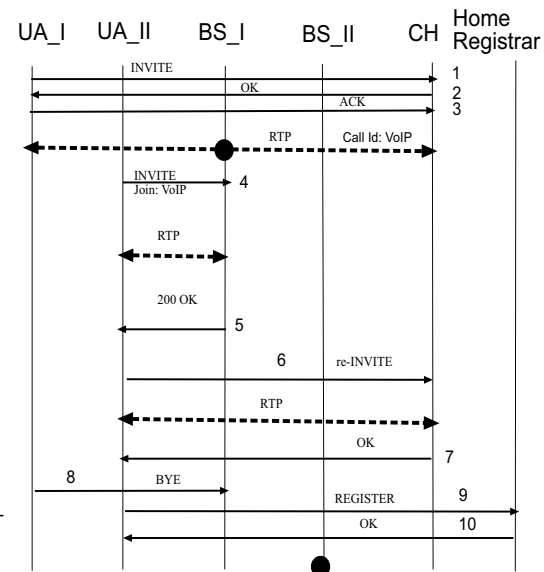 UA_I UA_II BS_I BS_II CH Home
Registrar
INVITE 1
OK 2
ACK 3
RTP Call Id: VoIP
INVITE 4
Join: VoIP
RTP
200 OK
5
6 re-INVITE
RTP
OK
7
8 BYE
REGISTER 9
OK 10